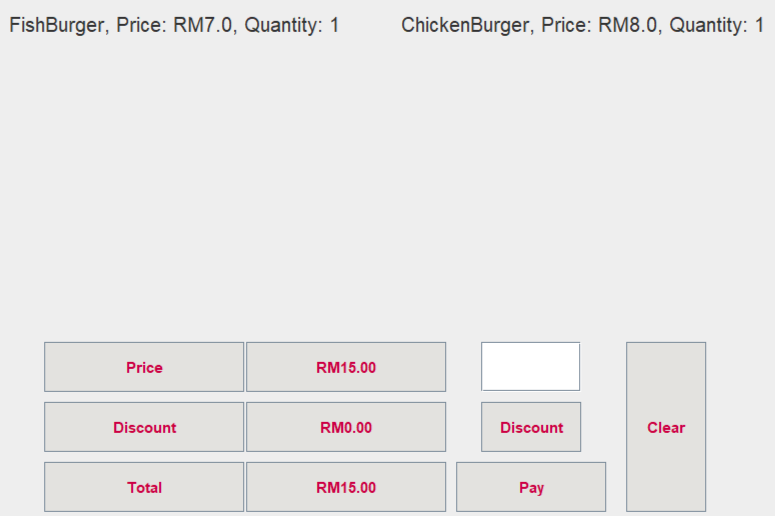 FishBurger, Price: RM7.0, Quantity: 1
ChickenBurger, Price: RM8.0, Quantity: 1
Price
RM15.00
Discount
RM0.00
Discount
Clear
Total
RM15.00
Pay